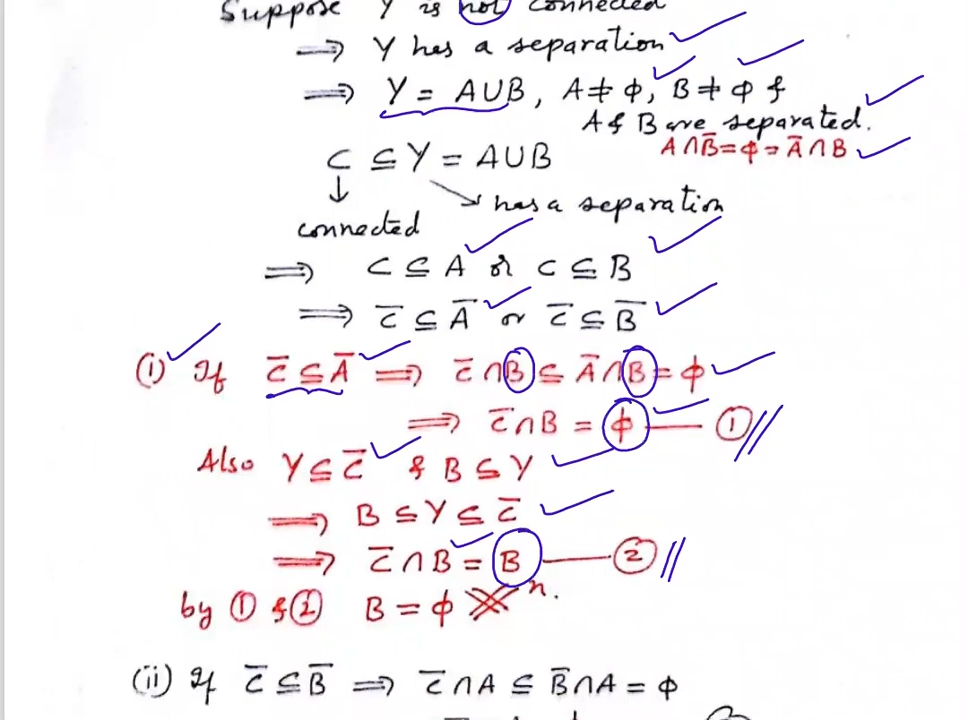 Suppose Y is not connected
⟹ Y has a separation
⟹ Y = A∪B, A ≠ ϕ, B ≠ ϕ &
A & B are separated.
A∩B̅ = ϕ = A̅∩B
C ⊆ Y = A∪B
↓ ↘ has a separation
connected
⟹ C ⊆ A or C ⊆ B
⟹ C̅ ⊆ A̅ or C̅ ⊆ B̅
(i) If C̅ ⊆ A̅ ⟹ C̅∩B ⊆ A̅∩B = ϕ
⟹ C̅∩B = ϕ — ①//
Also Y ⊆ C̅ & B ⊆ Y
⟹ B ⊆ Y ⊆ C̅
⟹ C̅∩B = B — ②//
by ① & ② B = ϕ ※ n.
(ii) If C̅ ⊆ B̅ ⟹ C̅∩A ⊆ B̅∩A = ϕ